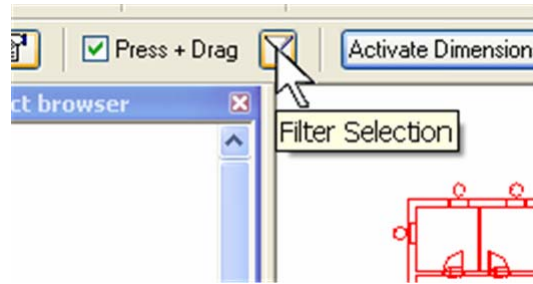 Press + Drag
Activate Dimension
ct browser
Filter Selection